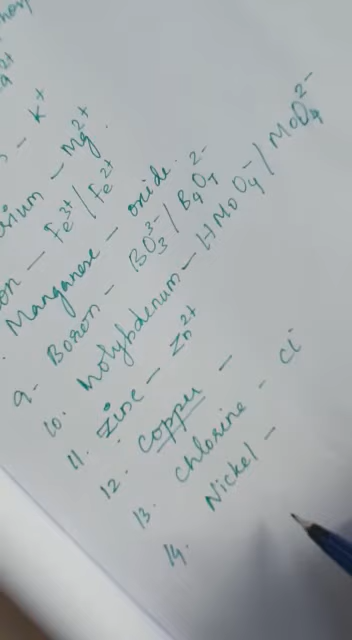 2+
– K+
– Mg2+.
– Fe3+/Fe2+
Manganese – oxide.
9. Boron – BO33–/B4O72–
10. Molybdenum – HMoO4–/MoO42–
11. Zinc – Zn2+
12. Copper –
13. Chlorine – Cl–
14. Nickel –